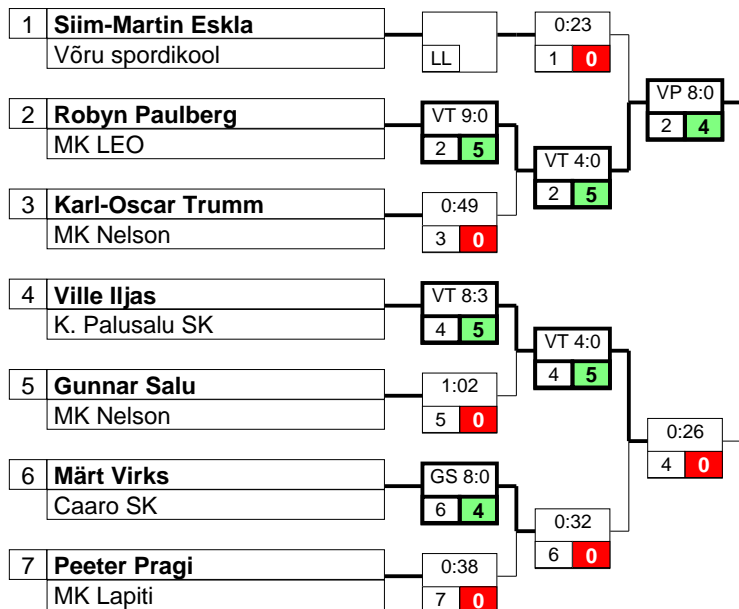 1 Siim-Martin Eskla
Võru spordikool
LL
0:23
1 0
2 Robyn Paulberg
MK LEO
VT 9:0
2 5
VT 4:0
2 5
VP 8:0
2 4
3 Karl-Oscar Trumm
MK Nelson
0:49
3 0
4 Ville Iljas
K. Palusalu SK
VT 8:3
4 5
VT 4:0
4 5
5 Gunnar Salu
MK Nelson
1:02
5 0
0:26
4 0
6 Märt Virks
Caaro SK
GS 8:0
6 4
0:32
6 0
7 Peeter Pragi
MK Lapiti
0:38
7 0